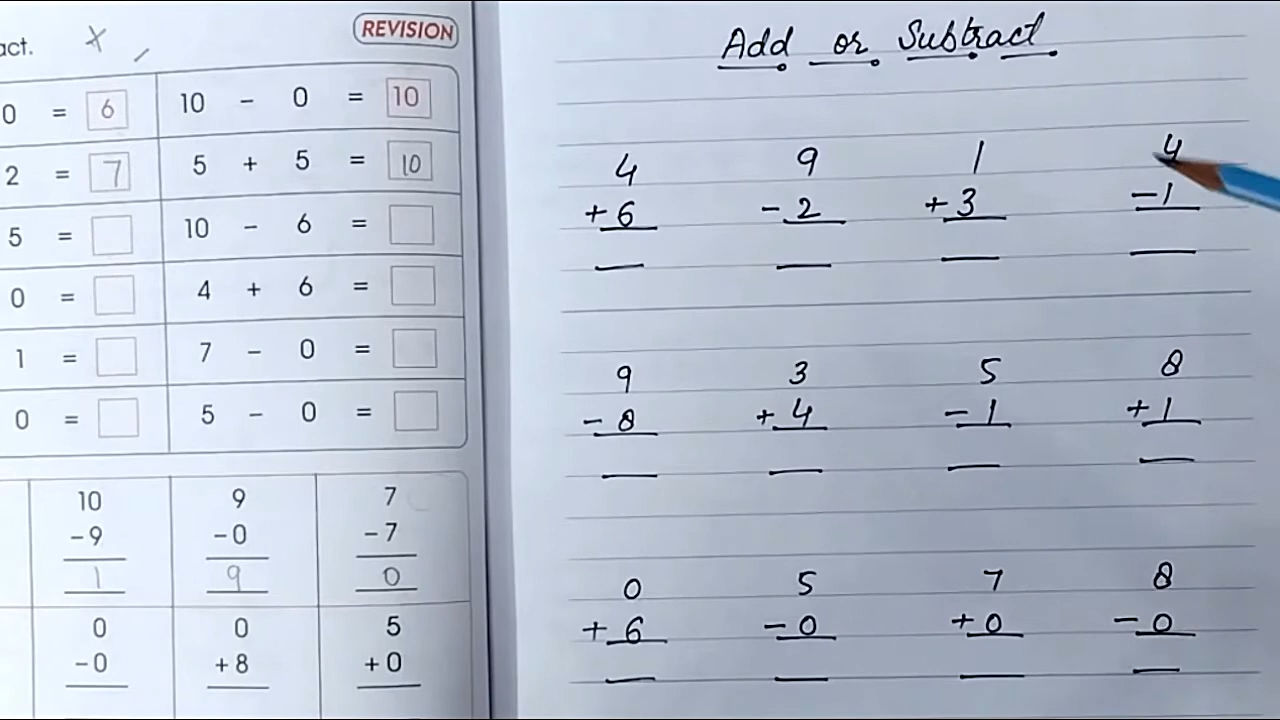 act.
REVISION
0 = 6
10 - 0 = 10
2 = 7
5 + 5 = 10
5 =
10 - 6 =
0 =
4 + 6 =
1 =
7 - 0 =
0 =
5 - 0 =
10 9 7
-9 -0 -7
1 9 0
0 0 5
-0 +8 +0
Add or Subtract
4 9 1 4
+6 -2 +3 -1
9 3 5 8
-8 +4 -1 +1
0 5 7 8
+6 -0 +0 -0